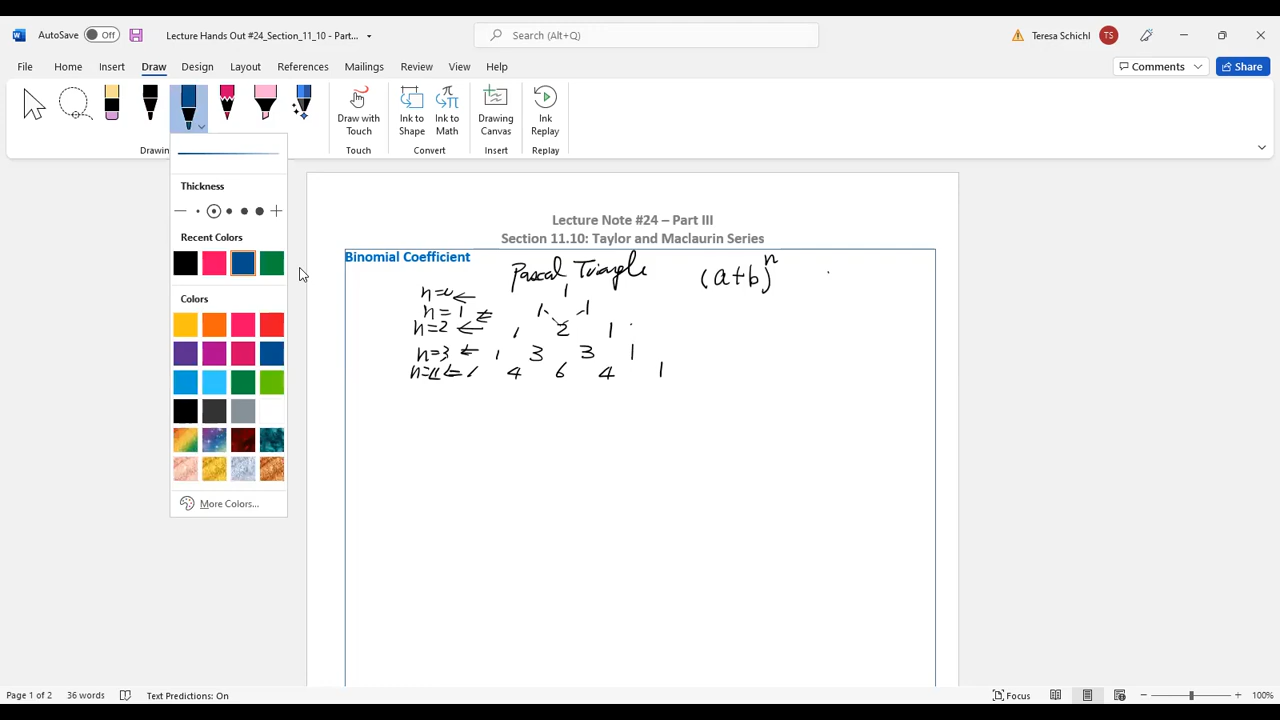 AutoSave Off Lecture Hands Out #24_Section_11_10 - Part... Search (Alt+Q) Teresa Schichl TS
File Home Insert Draw Design Layout References Mailings Review View Help Comments Share
Draw with Touch Ink to Shape Ink to Math Drawing Canvas Ink Replay
Drawin Touch Convert Insert Replay
Thickness
Recent Colors
Colors
More Colors...
Lecture Note #24 – Part III
Section 11.10: Taylor and Maclaurin Series
Binomial Coefficient
Pascal Triangle (a+b)^n
n=0 ← 1
n=1 ← 1 1
n=2 ← 1 2 1
n=3 ← 1 3 3 1
n=4 ← 1 4 6 4 1
Page 1 of 2 36 words Text Predictions: On Focus 100%